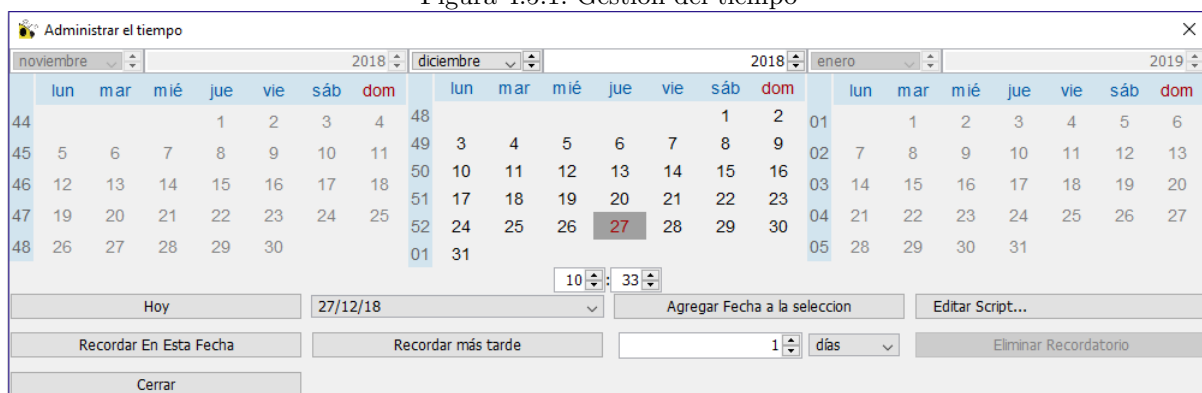 Figura 4.5.1: Gestión del tiempo
Administrar el tiempo
noviembre 2018 diciembre 2018 enero 2019
lun mar mié jue vie sáb dom lun mar mié jue vie sáb dom lun mar mié jue vie sáb dom
44 1 2 3 4 48 1 2 01 1 2 3 4 5 6
45 5 6 7 8 9 10 11 49 3 4 5 6 7 8 9 02 7 8 9 10 11 12 13
46 12 13 14 15 16 17 18 50 10 11 12 13 14 15 16 03 14 15 16 17 18 19 20
47 19 20 21 22 23 24 25 51 17 18 19 20 21 22 23 04 21 22 23 24 25 26 27
48 26 27 28 29 30 52 24 25 26 27 28 29 30 05 28 29 30 31
01 31
10 : 33
Hoy 27/12/18 Agregar Fecha a la seleccion Editar Script...
Recordar En Esta Fecha Recordar más tarde 1 días Eliminar Recordatorio
Cerrar